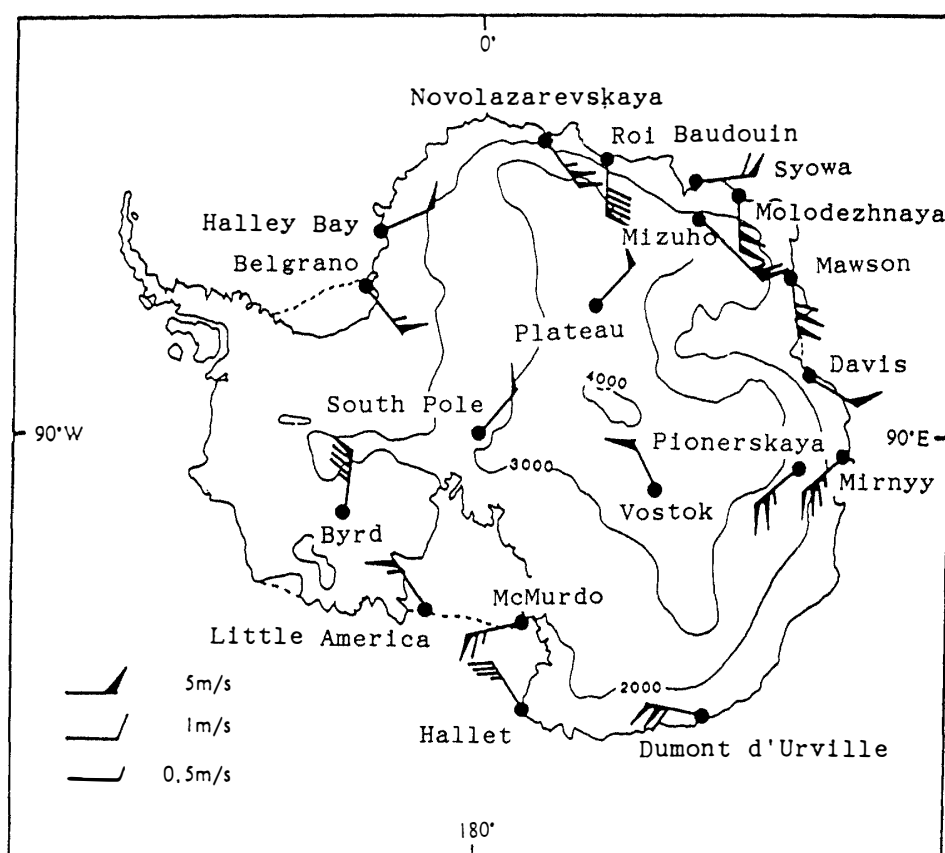 0°
Novolazarevskaya
Roi Baudouin
Syowa
Molodezhnaya
Halley Bay
Mizuho
Belgrano
Mawson
Plateau
Davis
4000
South Pole
90°W
Pionerskaya
90°E
3000
Mirnyy
Vostok
Byrd
McMurdo
Little America
5m/s
2000
1m/s
Hallet
Dumont d'Urville
0.5m/s
180°